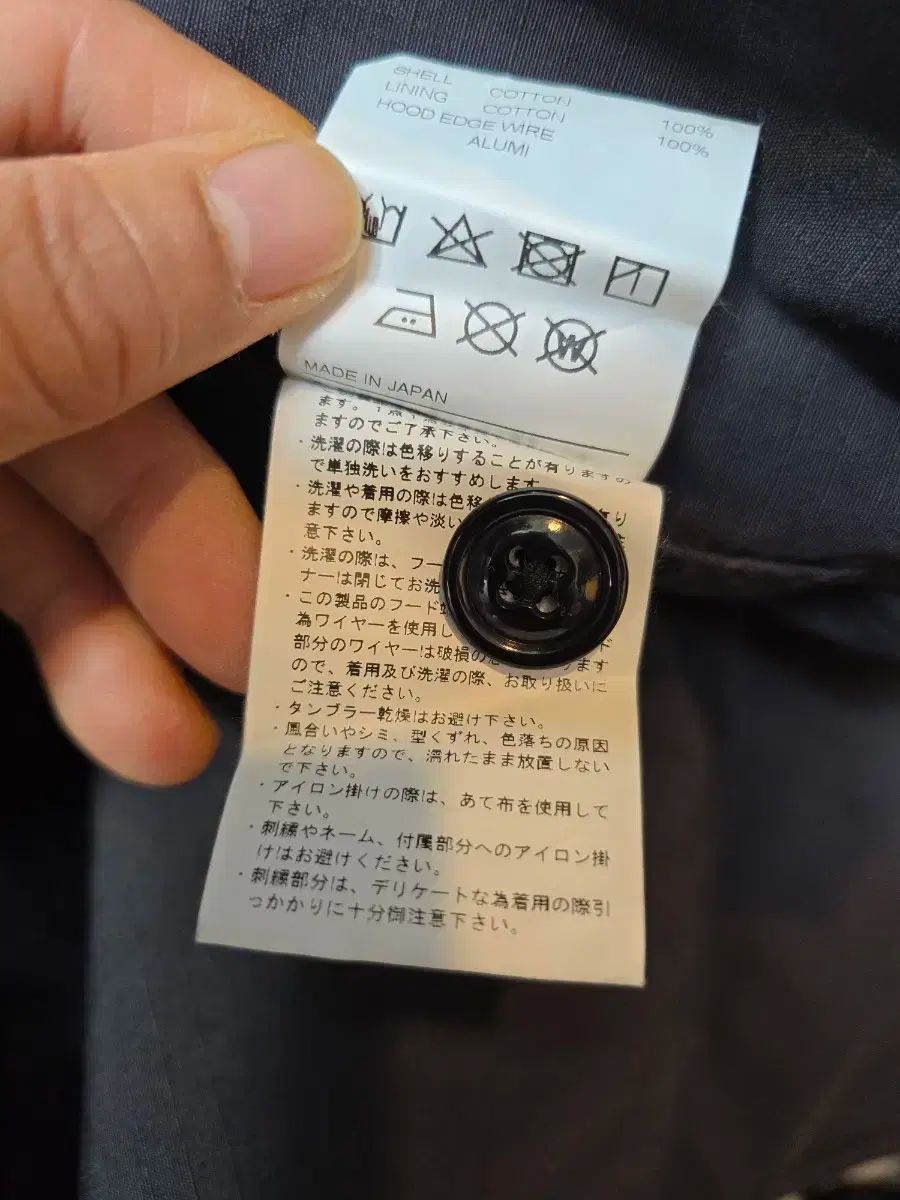 SHELL COTTON 100%
LINING COTTON 100%
HOOD EDGE WIRE
ALUMI
W
MADE IN JAPAN
ます。
ますのでご了承下さい。
・洗濯の際は色移りすることが有りますの
で単独洗いをおすすめします
・洗濯や着用の際は色移 り
ますので摩擦や淡い
意下さい。
・洗濯の際は、フー
ナーは閉じてお洗
・この製品のフード
為ワイヤーを使用し ド
部分のワイヤーは破損の ります
ので、着用及び洗濯の際、お取り扱いに
ご注意ください。
・タンブラー乾燥はお避け下さい。
・風合いやシミ、型くずれ、色落ちの原因
となりますので、濡れたまま放置しない
で下さい。
・アイロン掛けの際は、あて布を使用して
下さい。
・刺繍やネーム、付属部分へのアイロン掛
けはお避けください。
・刺繍部分は、デリケートな為着用の際引
っかかりに十分御注意下さい。